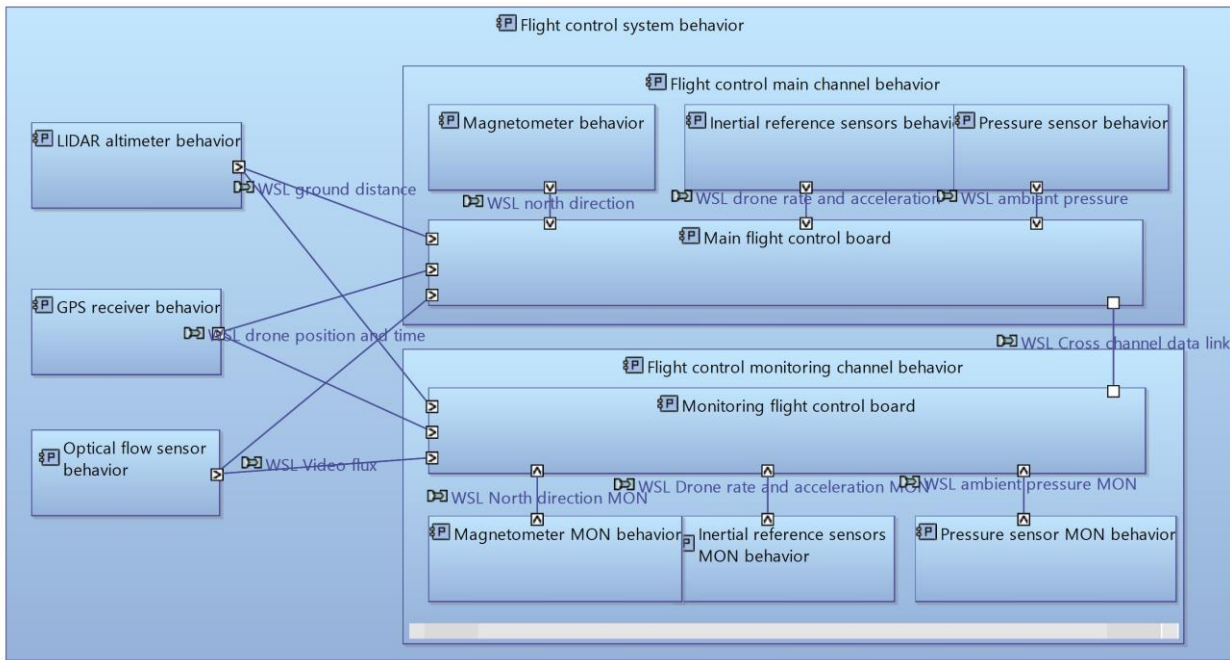 Flight control system behavior
Flight control main channel behavior
Magnetometer behavior
Inertial reference sensors behavi
Pressure sensor behavior
LIDAR altimeter behavior
WSL ground distance
WSL north direction
WSL drone rate and acceleration
WSL ambiant pressure
Main flight control board
GPS receiver behavior
WSL drone position and time
WSL Cross channel data link
Flight control monitoring channel behavior
Monitoring flight control board
Optical flow sensor
behavior
WSL Video flux
WSL North direction MON
WSL Drone rate and acceleration MON
WSL ambient pressure MON
Magnetometer MON behavior
Inertial reference sensors
MON behavior
Pressure sensor MON behavior